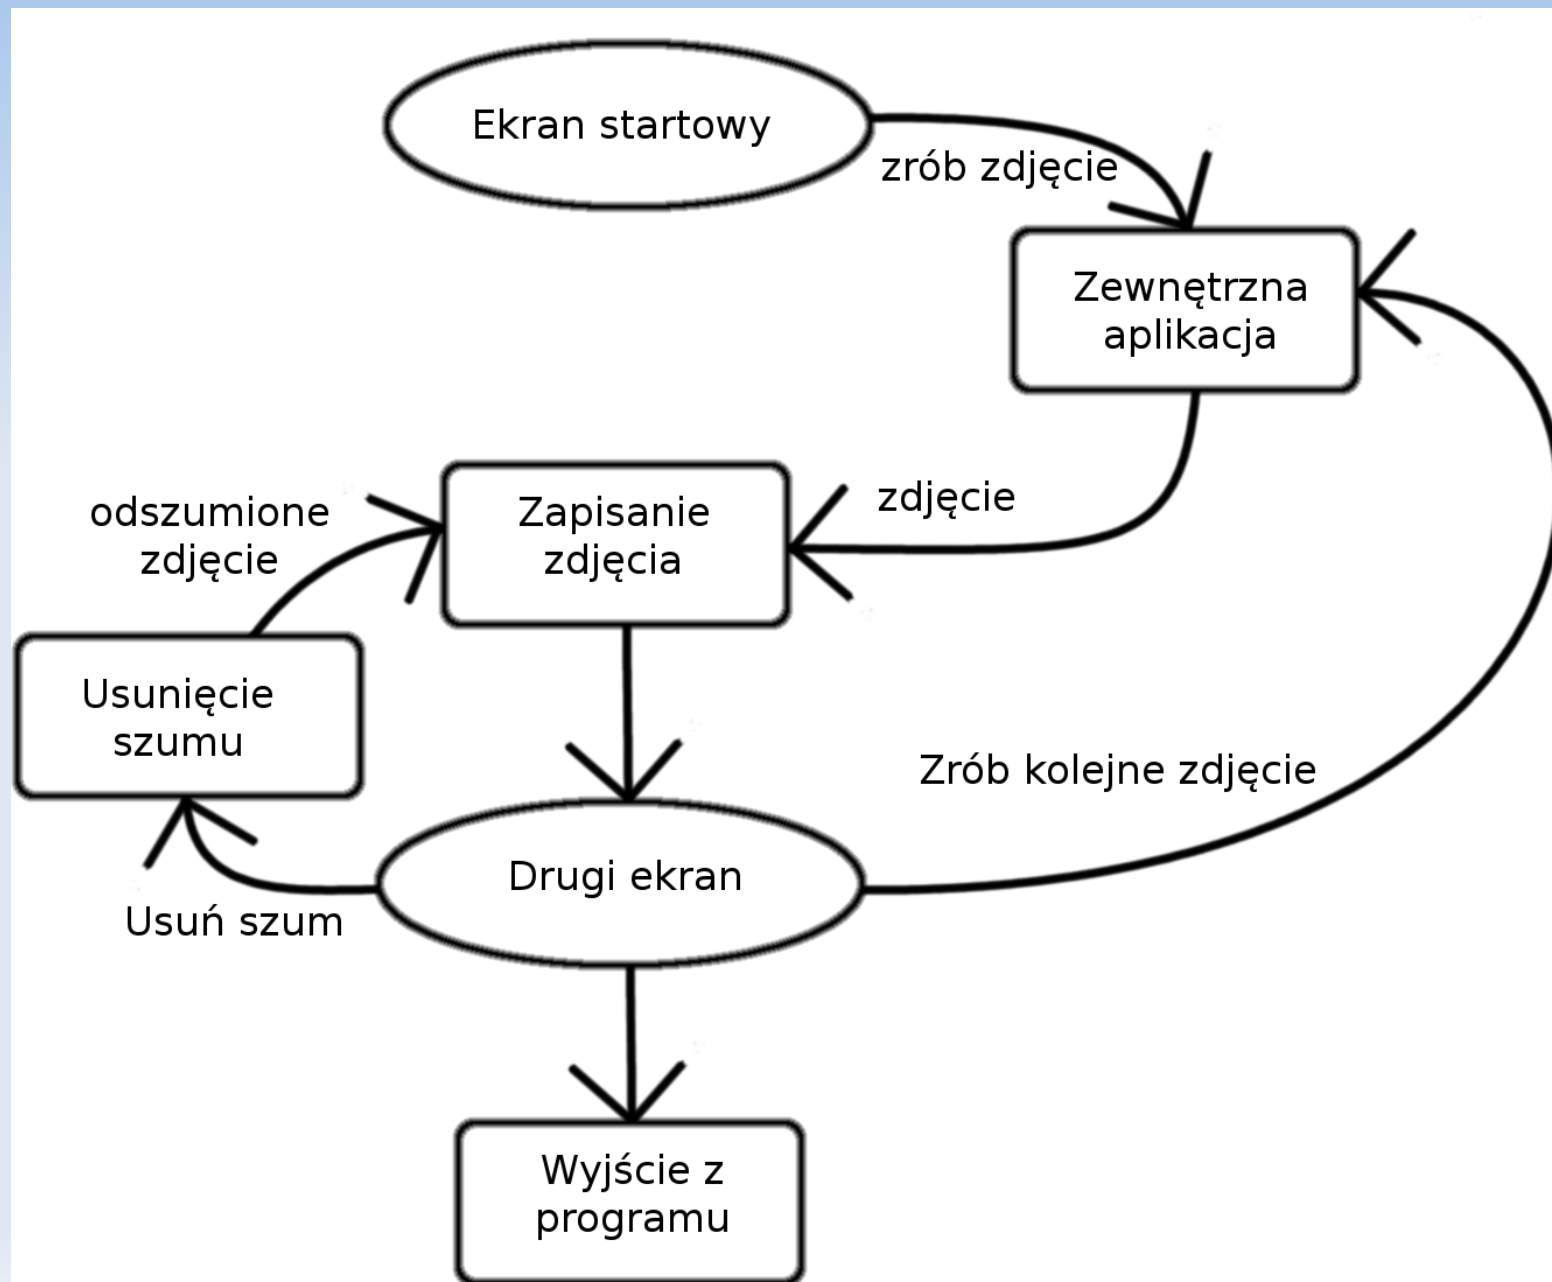 Ekran startowy
zrób zdjęcie
Zewnętrzna
aplikacja
zdjęcie
odszumione
zdjęcie
Zapisanie
zdjęcia
Usunięcie
szumu
Zrób kolejne zdjęcie
Drugi ekran
Usuń szum
Wyjście z
programu